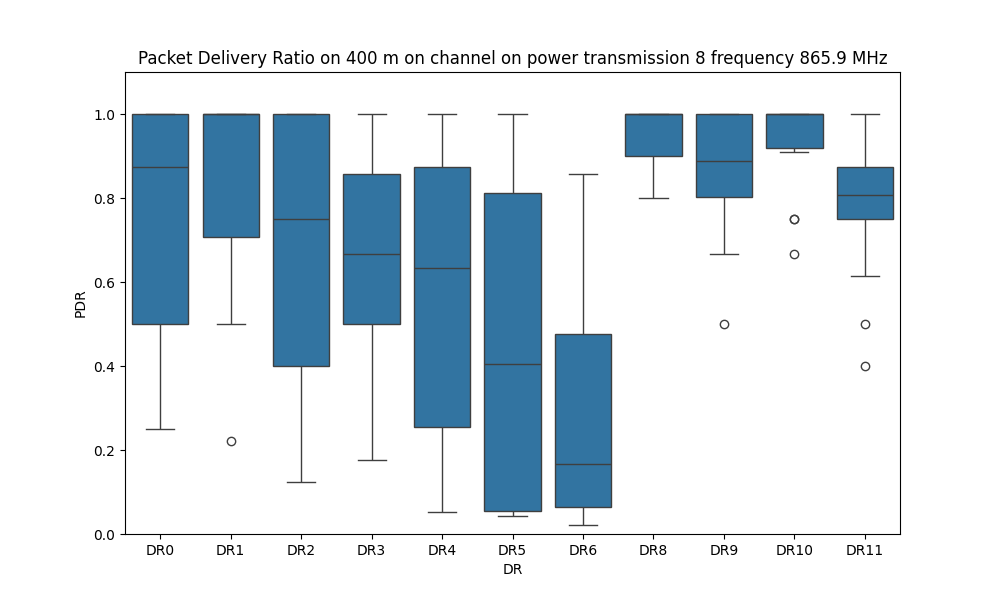 Packet Delivery Ratio on 400 m on channel on power transmission 8 frequency 865.9 MHz
PDR
1.0
0.8
0.6
0.4
0.2
0.0
DR0 DR1 DR2 DR3 DR4 DR5 DR6 DR8 DR9 DR10 DR11
DR